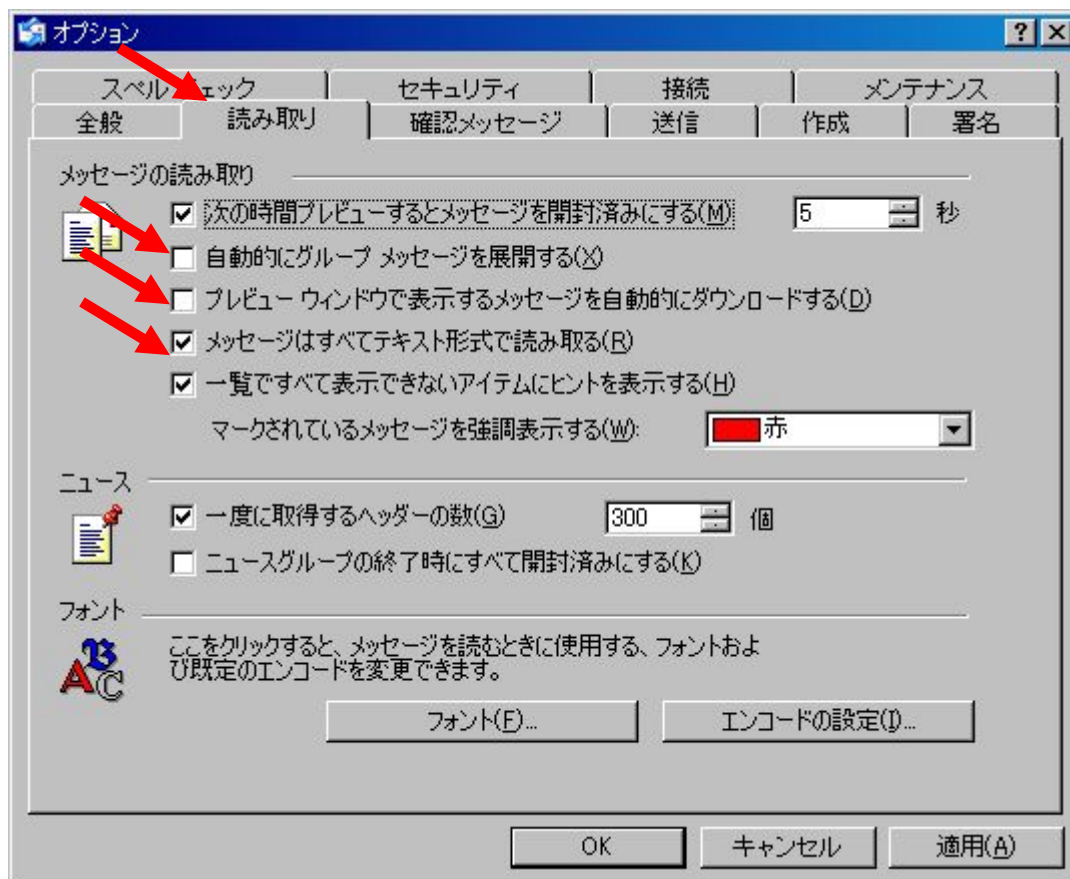 オプション
スペルチェック セキュリティ 接続 メンテナンス
全般 読み取り 確認メッセージ 送信 作成 署名
メッセージの読み取り
次の時間プレビューするとメッセージを開封済みにする(M) 5 秒
自動的にグループ メッセージを展開する(X)
プレビュー ウィンドウで表示するメッセージを自動的にダウンロードする(D)
メッセージはすべてテキスト形式で読み取る(R)
一覧ですべて表示できないアイテムにヒントを表示する(H)
マークされているメッセージを強調表示する(W): 赤
ニュース
一度に取得するヘッダーの数(G) 300 個
ニュースグループの終了時にすべて開封済みにする(K)
フォント
ここをクリックすると、メッセージを読むときに使用する、フォントおよ
び既定のエンコードを変更できます。
フォント(F)... エンコードの設定(I)...
OK キャンセル 適用(A)